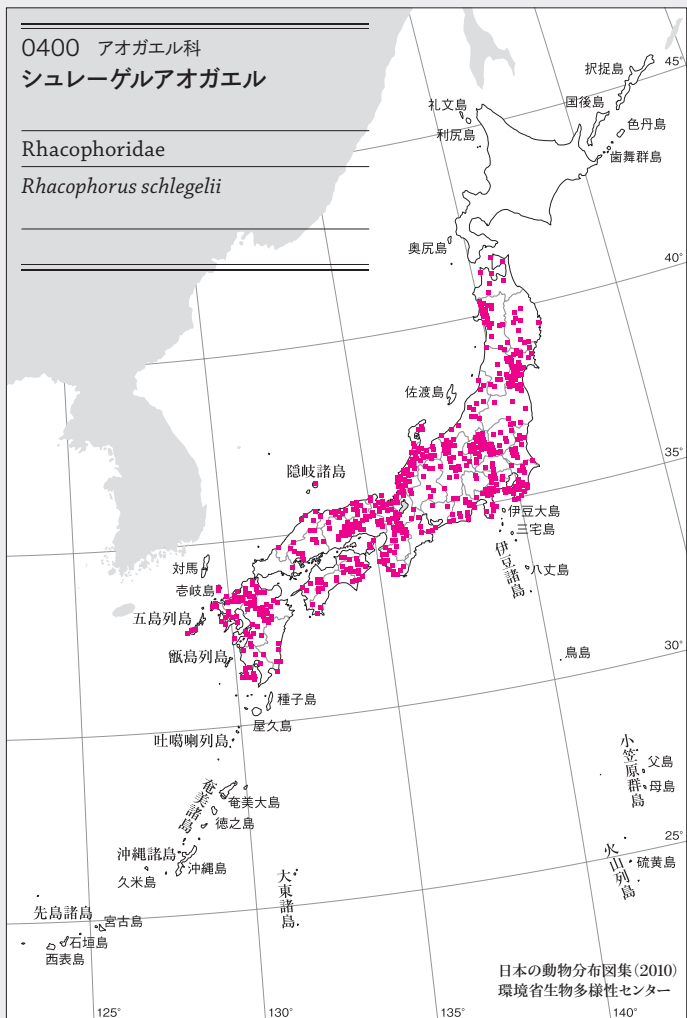 0400 アオガエル科
シュレーゲルアオガエル
Rhacophoridae
Rhacophorus schlegelii
45°
択捉島
礼文島
国後島
色丹島
利尻島
歯舞群島
奥尻島
40°
佐渡島
35°
隠岐諸島
伊豆大島
三宅島
伊豆諸島
八丈島
対馬
壱岐島
五島列島
甑島列島
鳥島
30°
種子島
屋久島
吐噶喇列島
小笠原群島
父島
母島
奄美諸島
奄美大島
徳之島
25°
沖縄諸島
沖縄島
久米島
火山列島
硫黄島
大東諸島
先島諸島
宮古島
石垣島
西表島
日本の動物分布図集(2010)
環境省生物多様性センター
125°
130°
135°
140°